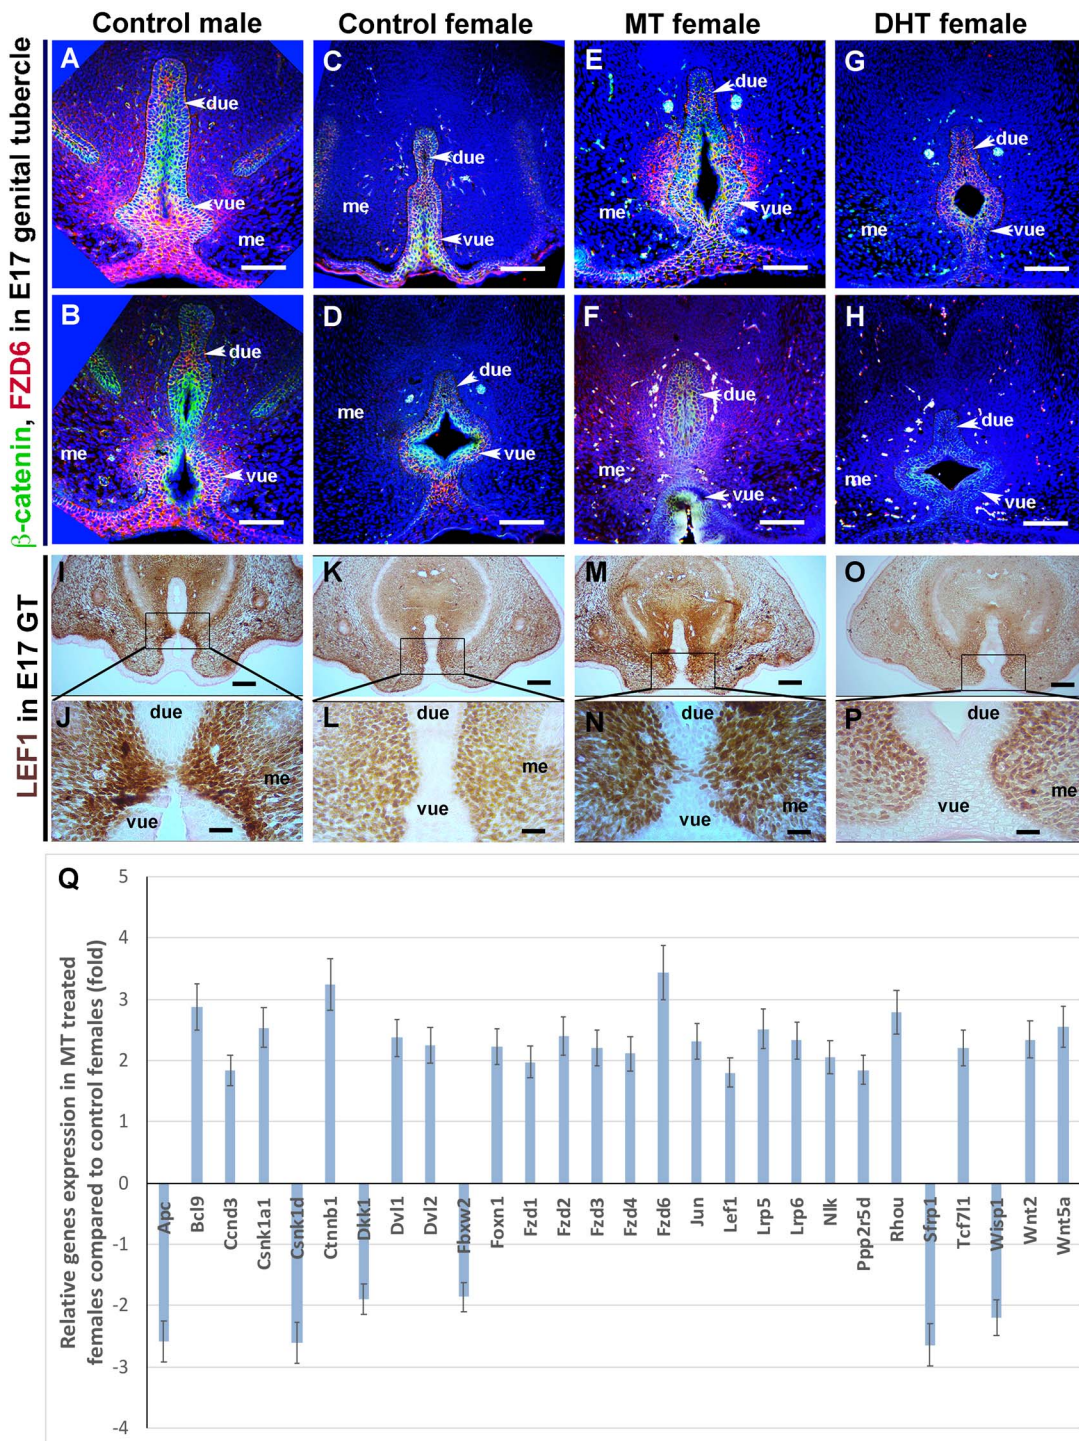 Control male Control female MT female DHT female
β-catenin, FZD6 in E17 genital tubercle
A due vue me
C due me vue
E due me vue
G due me vue
B due me vue
D due me vue
F due me vue
H due me vue
LEF1 in E17 GT
I K M O
J due me vue
L due me vue
N due me vue
P due me vue
Q
Relative genes expression in MT treated
females compared to control females (fold)
5
4
3
2
1
0
-1
-2
-3
-4
Apc
Bcl9
Ccnd3
Csnk1a1
Csnk1d
Ctnnb1
Dkk1
Dvl1
Dvl2
Fbxw2
Foxn1
Fzd1
Fzd2
Fzd3
Fzd4
Fzd6
Jun
Lef1
Lrp5
Lrp6
Nlk
Ppp2r5d
Rhou
Sfrp1
Tcf7l1
Wisp1
Wnt2
Wnt5a